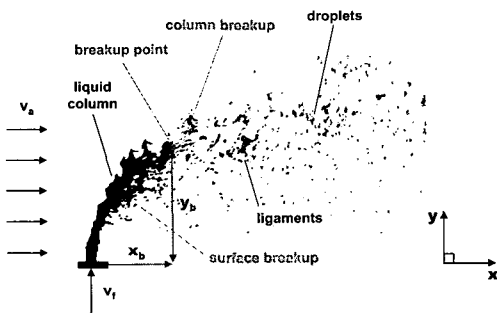 droplets
column breakup
breakup point
liquid
column
va
yb
ligaments
y
xb
surface breakup
x
vf